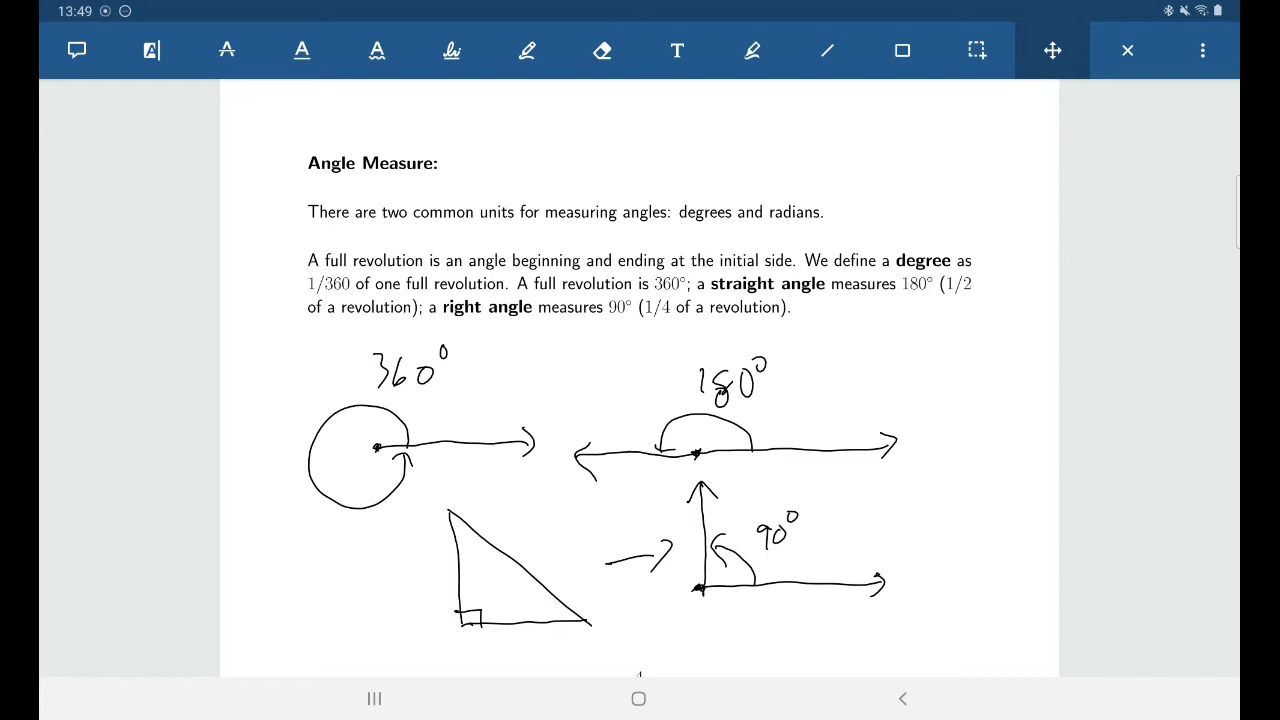 13:49
Angle Measure:
There are two common units for measuring angles: degrees and radians.
A full revolution is an angle beginning and ending at the initial side. We define a degree as
1/360 of one full revolution. A full revolution is 360°; a straight angle measures 180° (1/2
of a revolution); a right angle measures 90° (1/4 of a revolution).
360°
180°
90°